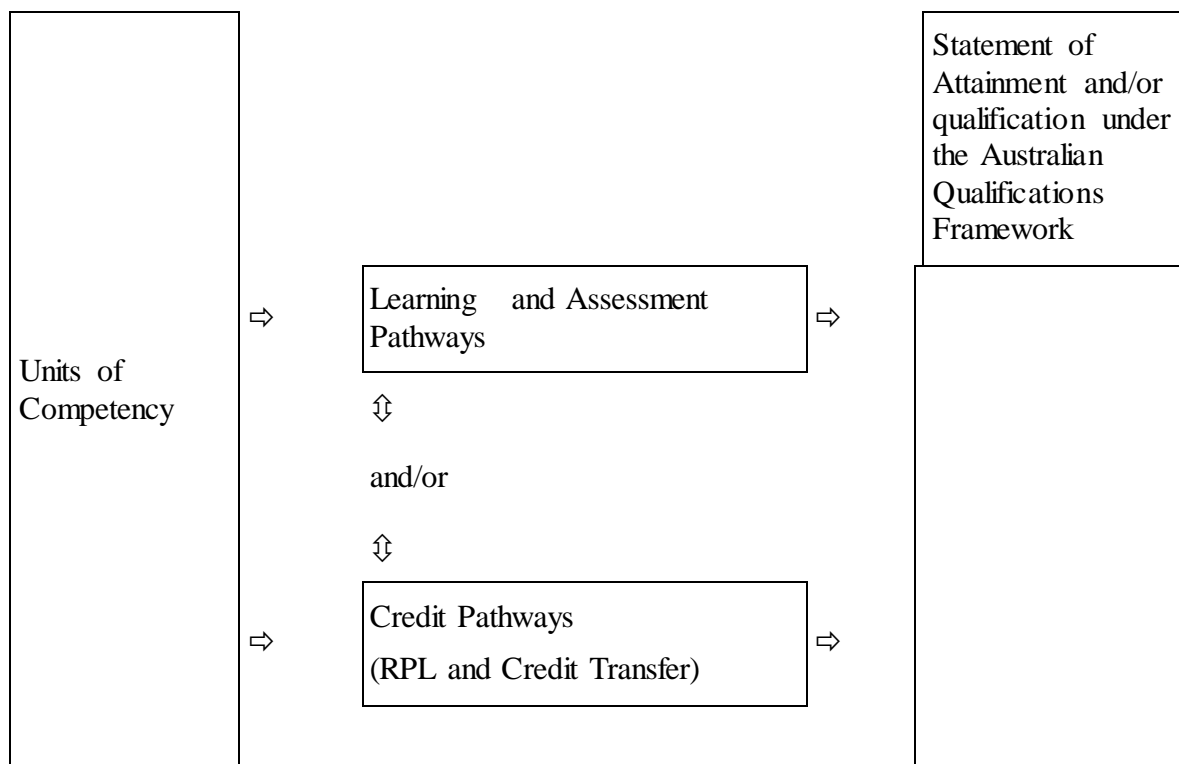 Statement of
Attainment and/or
qualification under
the Australian
Qualifications
Framework
Learning and Assessment
Pathways
⇨
⇨
Units of
Competency
⇕
and/or
⇕
Credit Pathways
(RPL and Credit Transfer)
⇨
⇨